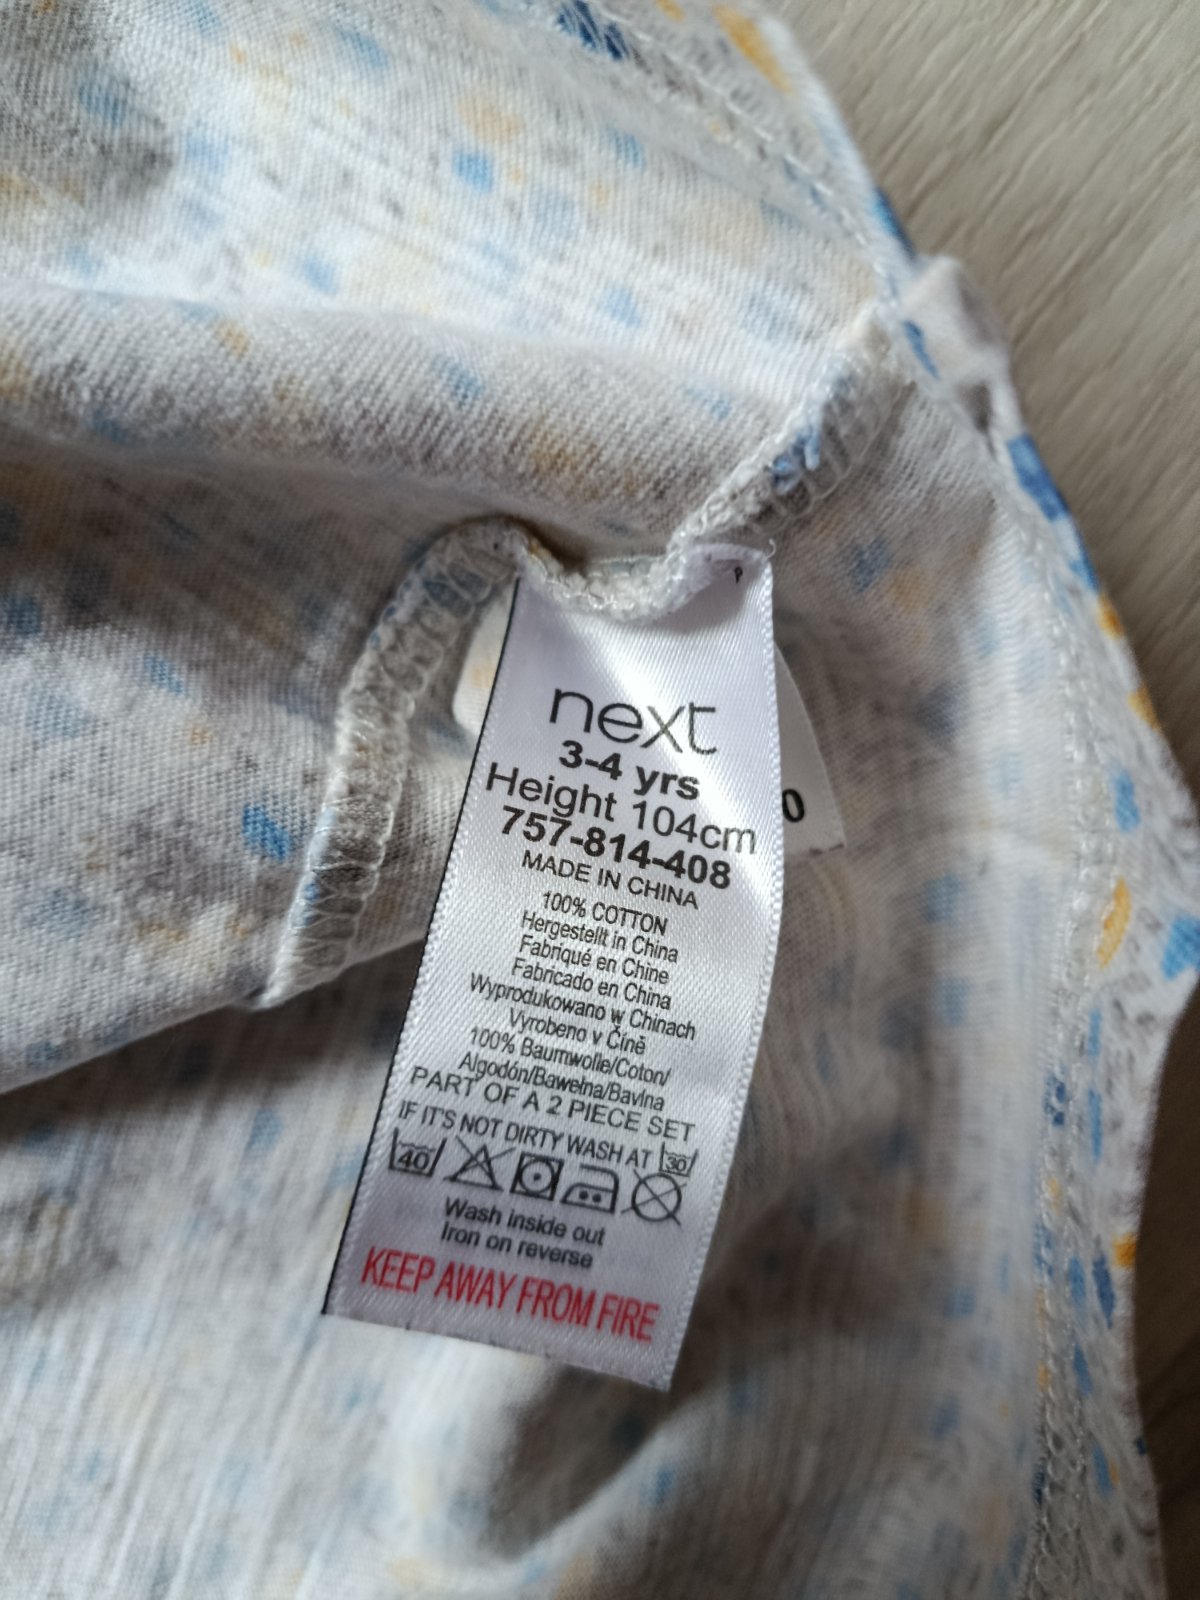 P
next
3-4 yrs
Height 104cm
757-814-408
MADE IN CHINA
100% COTTON
Hergestellt in China
Fabriqué en Chine
Fabricado en China
Wyprodukowano w Chinach
Vyrobeno v Číně
100% Baumwolle/Coton/
Algodón/Bawełna/Bavlna
PART OF A 2 PIECE SET
IF IT'S NOT DIRTY WASH AT 30
40
Wash inside out
Iron on reverse
KEEP AWAY FROM FIRE
0